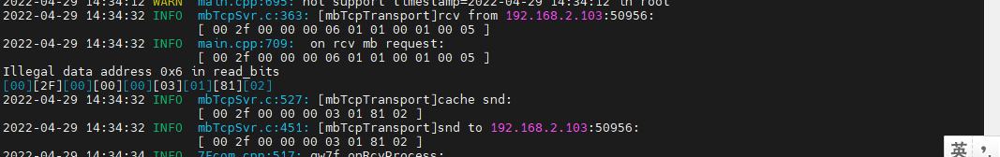 2022-04-29 14:34:12 WARN main.cpp:695: not support timestamp=2022-04-29 14:34:12 in root
2022-04-29 14:34:32 INFO mbTcpSvr.c:363: [mbTcpTransport]rcv from 192.168.2.103:50956:
[ 00 2f 00 00 00 06 01 01 00 01 00 05 ]
2022-04-29 14:34:32 INFO main.cpp:709: on rcv mb request:
[ 00 2f 00 00 00 06 01 01 00 01 00 05 ]
Illegal data address 0x6 in read_bits
[00][2F][00][00][00][03][01][81][02]
2022-04-29 14:34:32 INFO mbTcpSvr.c:527: [mbTcpTransport]cache snd:
[ 00 2f 00 00 00 03 01 81 02 ]
2022-04-29 14:34:32 INFO mbTcpSvr.c:451: [mbTcpTransport]snd to 192.168.2.103:50956:
[ 00 2f 00 00 00 03 01 81 02 ]
2022-04-29 14:34:34 INFO 7Fcom.cpp:517: gw7f onRcvProcess:
英